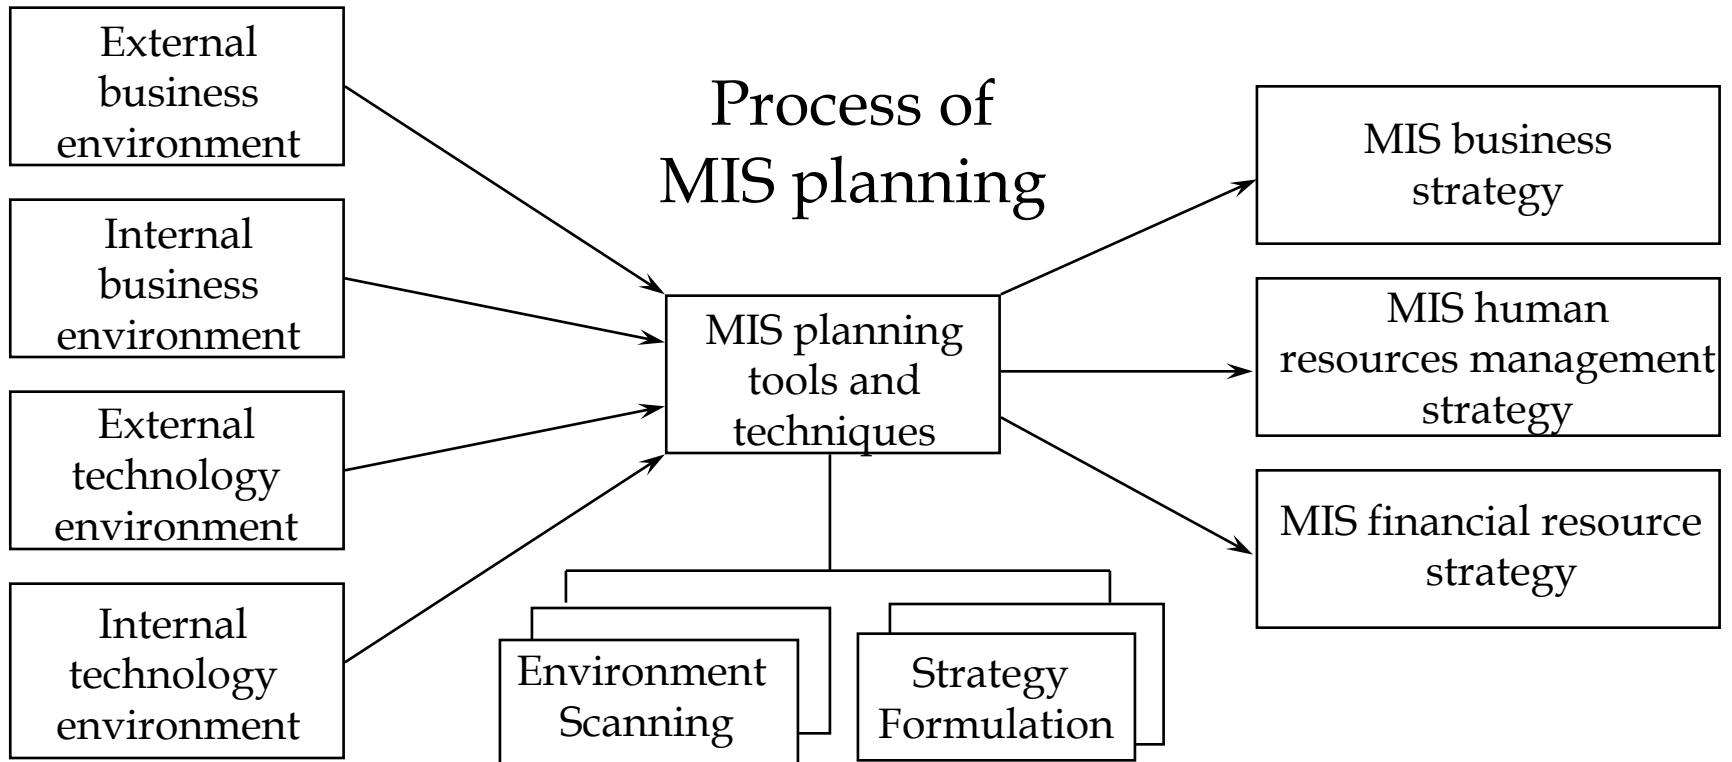 External
business
environment
Internal
business
environment
External
technology
environment
Internal
technology
environment
Process of
MIS planning
MIS planning
tools and
techniques
Environment
Scanning
Strategy
Formulation
MIS business
strategy
MIS human
resources management
strategy
MIS financial resource
strategy